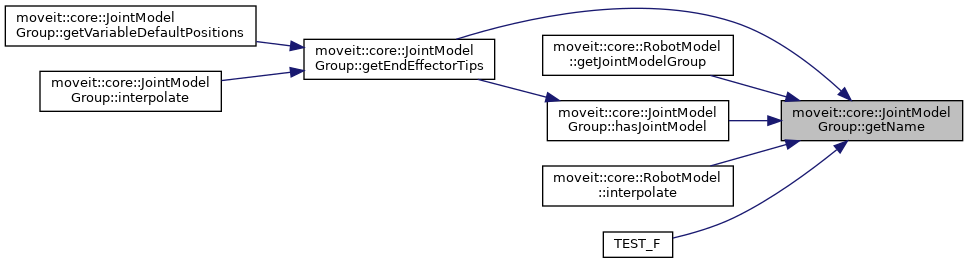 moveit::core::JointModel
Group::getVariableDefaultPositions
moveit::core::JointModel
Group::interpolate
moveit::core::JointModel
Group::getEndEffectorTips
moveit::core::RobotModel
::getJointModelGroup
moveit::core::JointModel
Group::hasJointModel
moveit::core::RobotModel
::interpolate
TEST_F
moveit::core::JointModel
Group::getName